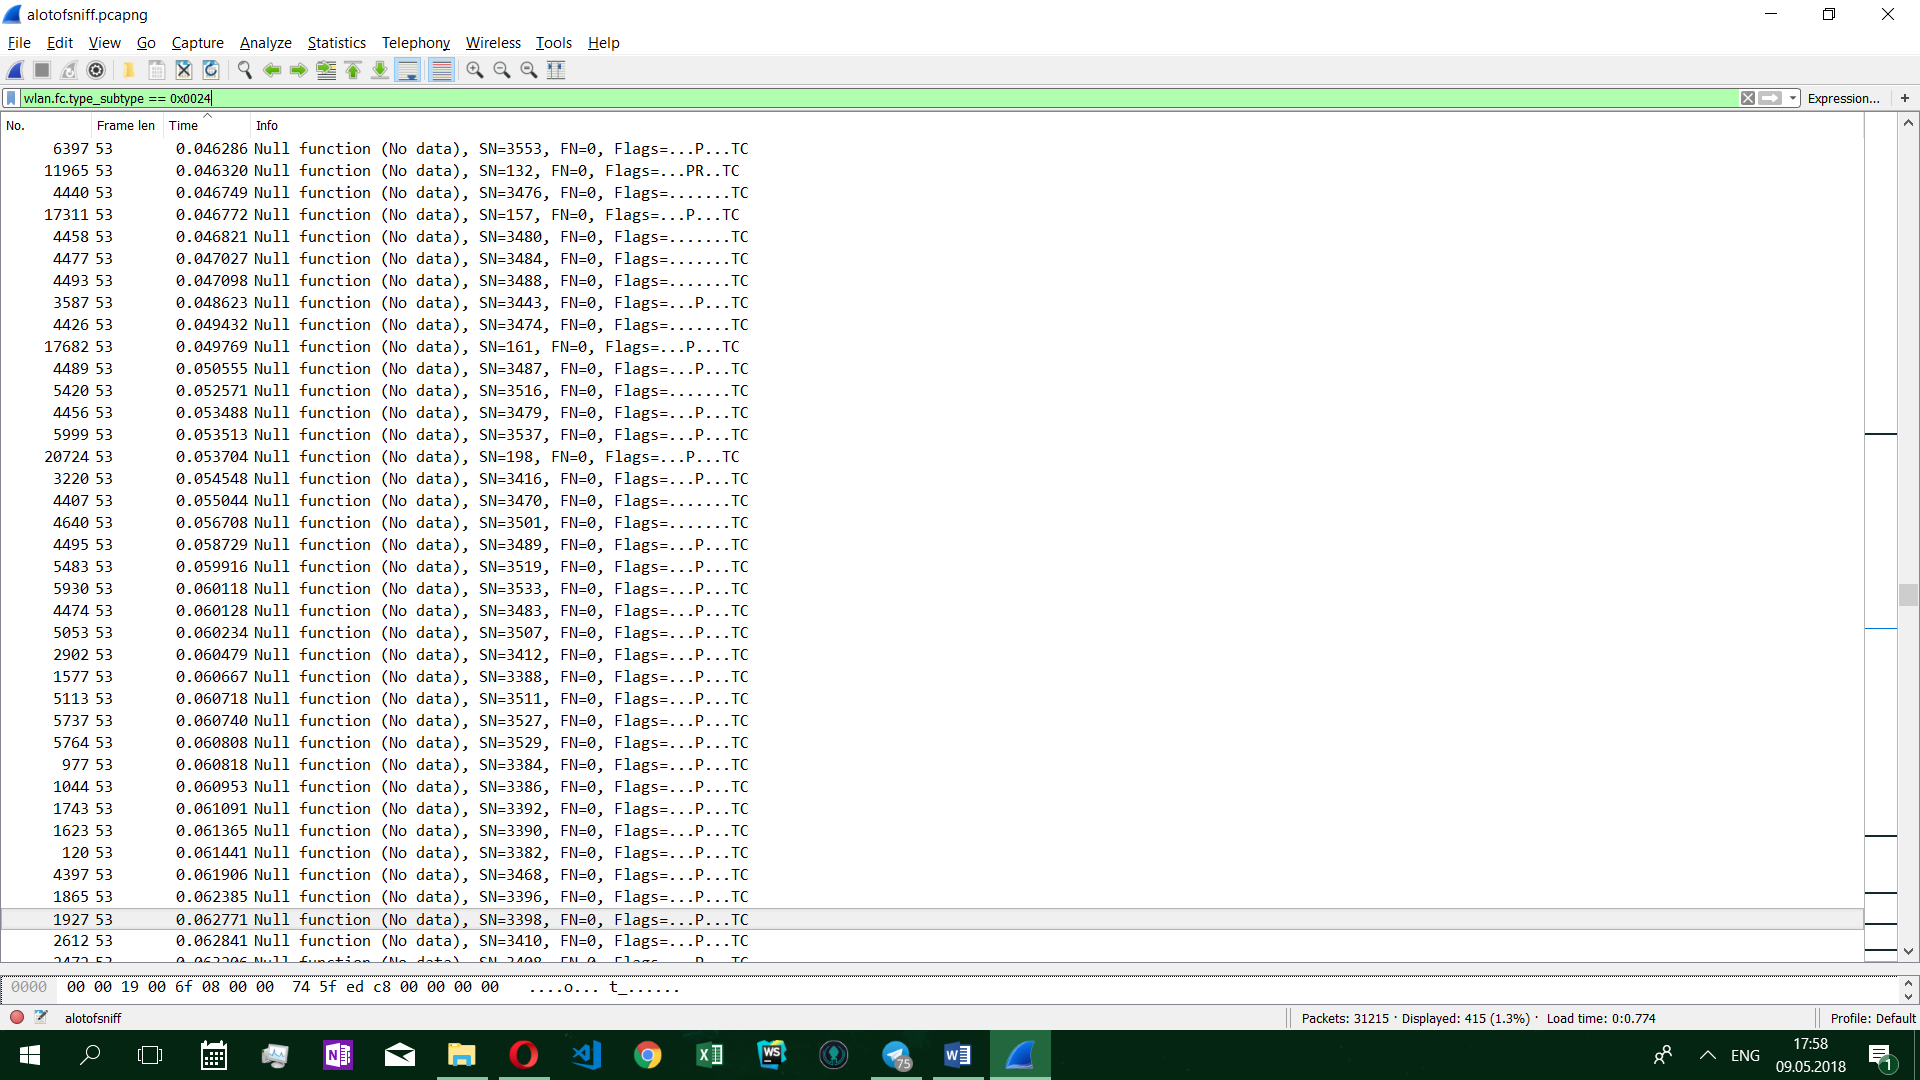 alotofsniff.pcapng
File Edit View Go Capture Analyze Statistics Telephony Wireless Tools Help
wlan.fc.type_subtype == 0x0024 Expression... +
No. Frame len Time Info
6397 53 0.046286 Null function (No data), SN=3553, FN=0, Flags=...P...TC
11965 53 0.046320 Null function (No data), SN=132, FN=0, Flags=...PR..TC
4440 53 0.046749 Null function (No data), SN=3476, FN=0, Flags=.......TC
17311 53 0.046772 Null function (No data), SN=157, FN=0, Flags=...P...TC
4458 53 0.046821 Null function (No data), SN=3480, FN=0, Flags=.......TC
4477 53 0.047027 Null function (No data), SN=3484, FN=0, Flags=.......TC
4493 53 0.047098 Null function (No data), SN=3488, FN=0, Flags=.......TC
3587 53 0.048623 Null function (No data), SN=3443, FN=0, Flags=...P...TC
4426 53 0.049432 Null function (No data), SN=3474, FN=0, Flags=.......TC
17682 53 0.049769 Null function (No data), SN=161, FN=0, Flags=...P...TC
4489 53 0.050555 Null function (No data), SN=3487, FN=0, Flags=...P...TC
5420 53 0.052571 Null function (No data), SN=3516, FN=0, Flags=.......TC
4456 53 0.053488 Null function (No data), SN=3479, FN=0, Flags=...P...TC
5999 53 0.053513 Null function (No data), SN=3537, FN=0, Flags=...P...TC
20724 53 0.053704 Null function (No data), SN=198, FN=0, Flags=...P...TC
3220 53 0.054548 Null function (No data), SN=3416, FN=0, Flags=...P...TC
4407 53 0.055044 Null function (No data), SN=3470, FN=0, Flags=.......TC
4640 53 0.056708 Null function (No data), SN=3501, FN=0, Flags=.......TC
4495 53 0.058729 Null function (No data), SN=3489, FN=0, Flags=...P...TC
5483 53 0.059916 Null function (No data), SN=3519, FN=0, Flags=...P...TC
5930 53 0.060118 Null function (No data), SN=3533, FN=0, Flags=...P...TC
4474 53 0.060128 Null function (No data), SN=3483, FN=0, Flags=...P...TC
5053 53 0.060234 Null function (No data), SN=3507, FN=0, Flags=...P...TC
2902 53 0.060479 Null function (No data), SN=3412, FN=0, Flags=...P...TC
1577 53 0.060667 Null function (No data), SN=3388, FN=0, Flags=...P...TC
5113 53 0.060718 Null function (No data), SN=3511, FN=0, Flags=...P...TC
5737 53 0.060740 Null function (No data), SN=3527, FN=0, Flags=...P...TC
5764 53 0.060808 Null function (No data), SN=3529, FN=0, Flags=...P...TC
977 53 0.060818 Null function (No data), SN=3384, FN=0, Flags=...P...TC
1044 53 0.060953 Null function (No data), SN=3386, FN=0, Flags=...P...TC
1743 53 0.061091 Null function (No data), SN=3392, FN=0, Flags=...P...TC
1623 53 0.061365 Null function (No data), SN=3390, FN=0, Flags=...P...TC
120 53 0.061441 Null function (No data), SN=3382, FN=0, Flags=...P...TC
4397 53 0.061906 Null function (No data), SN=3468, FN=0, Flags=...P...TC
1865 53 0.062385 Null function (No data), SN=3396, FN=0, Flags=...P...TC
1927 53 0.062771 Null function (No data), SN=3398, FN=0, Flags=...P...TC
2612 53 0.062841 Null function (No data), SN=3410, FN=0, Flags=...P...TC
0000 00 00 19 00 6f 08 00 00 74 5f ed c8 00 00 00 00 ....o... t_......
alotofsniff Packets: 31215 · Displayed: 415 (1.3%) · Load time: 0:0.774 Profile: Default
N WS 75 ENG 17:58 1
09.05.2018